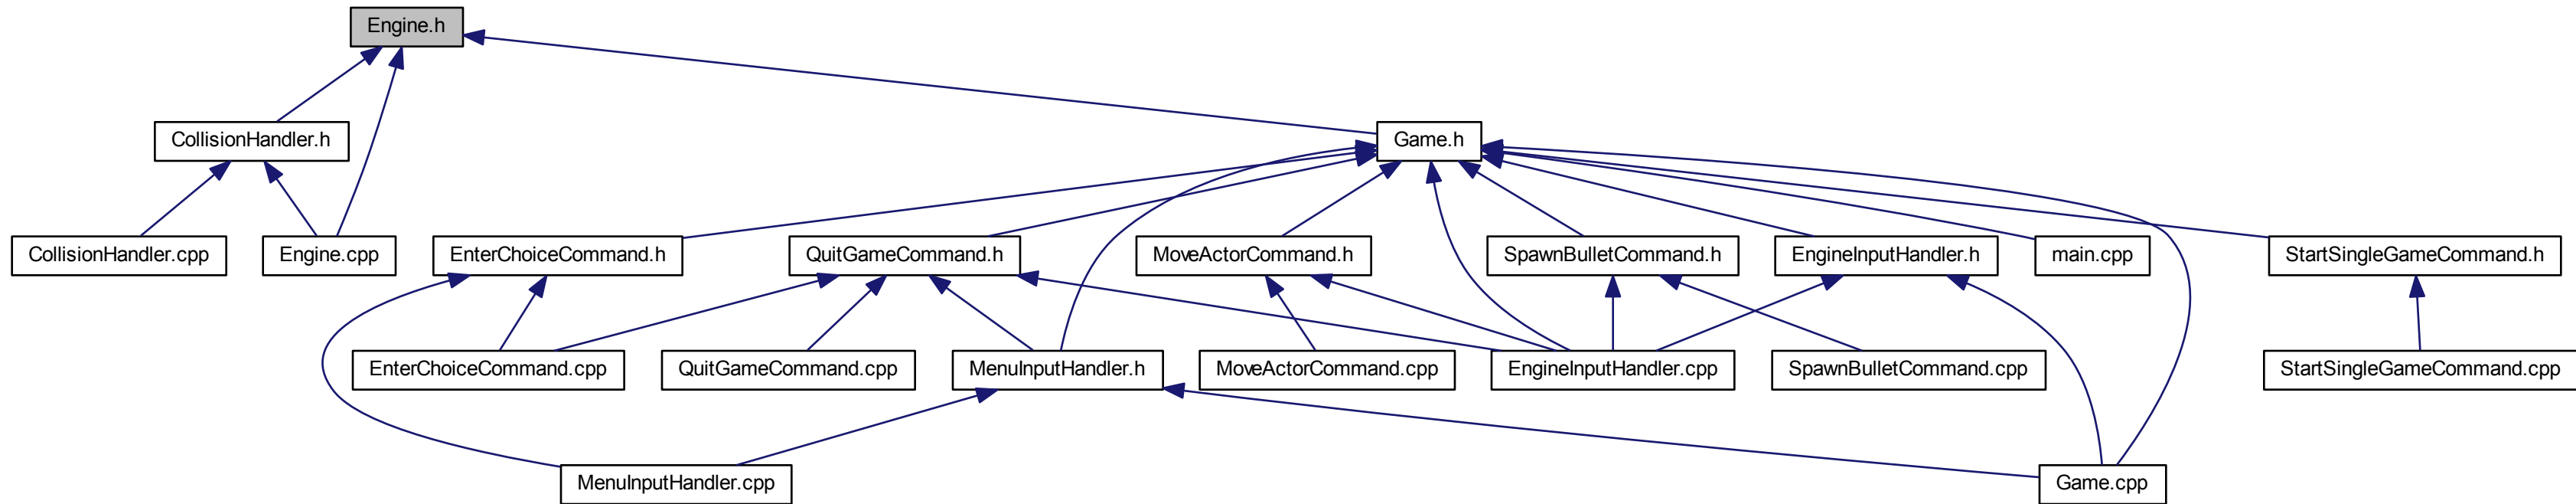 Engine.h
CollisionHandler.h
Game.h
CollisionHandler.cpp
Engine.cpp
EnterChoiceCommand.h
QuitGameCommand.h
MoveActorCommand.h
SpawnBulletCommand.h
EngineInputHandler.h
main.cpp
StartSingleGameCommand.h
EnterChoiceCommand.cpp
QuitGameCommand.cpp
MenuInputHandler.h
MoveActorCommand.cpp
EngineInputHandler.cpp
SpawnBulletCommand.cpp
StartSingleGameCommand.cpp
MenuInputHandler.cpp
Game.cpp